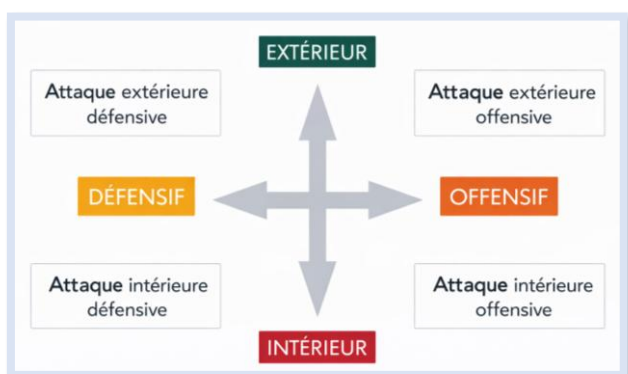 EXTÉRIEUR
Attaque extérieure
défensive
Attaque extérieure
offensive
DÉFENSIF
OFFENSIF
Attaque intérieure
défensive
Attaque intérieure
offensive
INTÉRIEUR